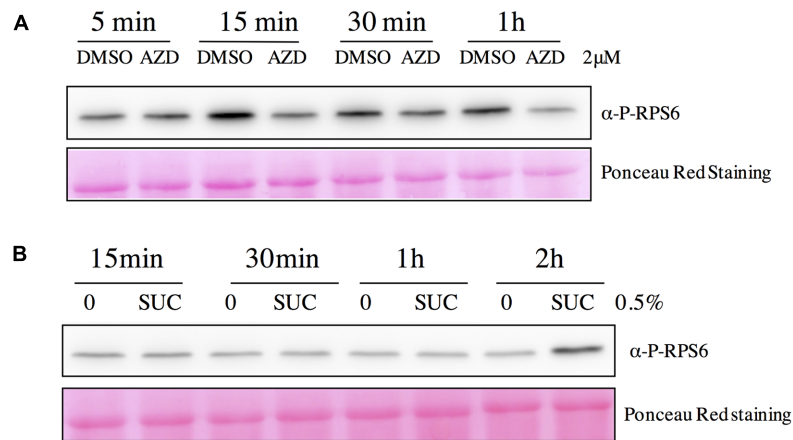 A
5 min 15 min 30 min 1h
DMSO AZD DMSO AZD DMSO AZD DMSO AZD 2µM
α-P-RPS6
Ponceau Red Staining
B
15min 30min 1h 2h
0 SUC 0 SUC 0 SUC 0 SUC 0.5%
α-P-RPS6
Ponceau Red staining